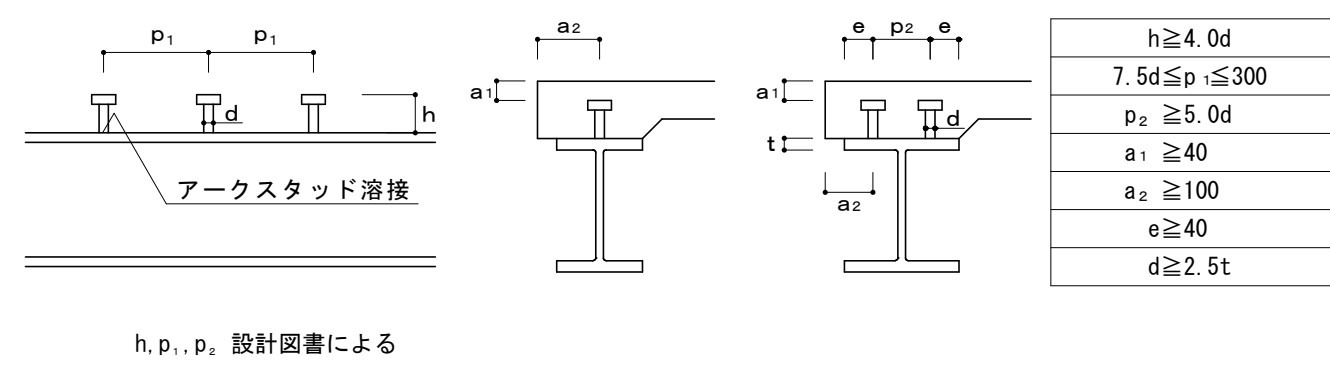 p₁ p₁
h
d
アークスタッド溶接
h,p₁,p₂ 設計図書による
a₂
a₁
e p₂ e
a₁
d
t
a₂
h≧4.0d
7.5d≦p₁≦300
p₂ ≧5.0d
a₁ ≧40
a₂ ≧100
e≧40
d≧2.5t